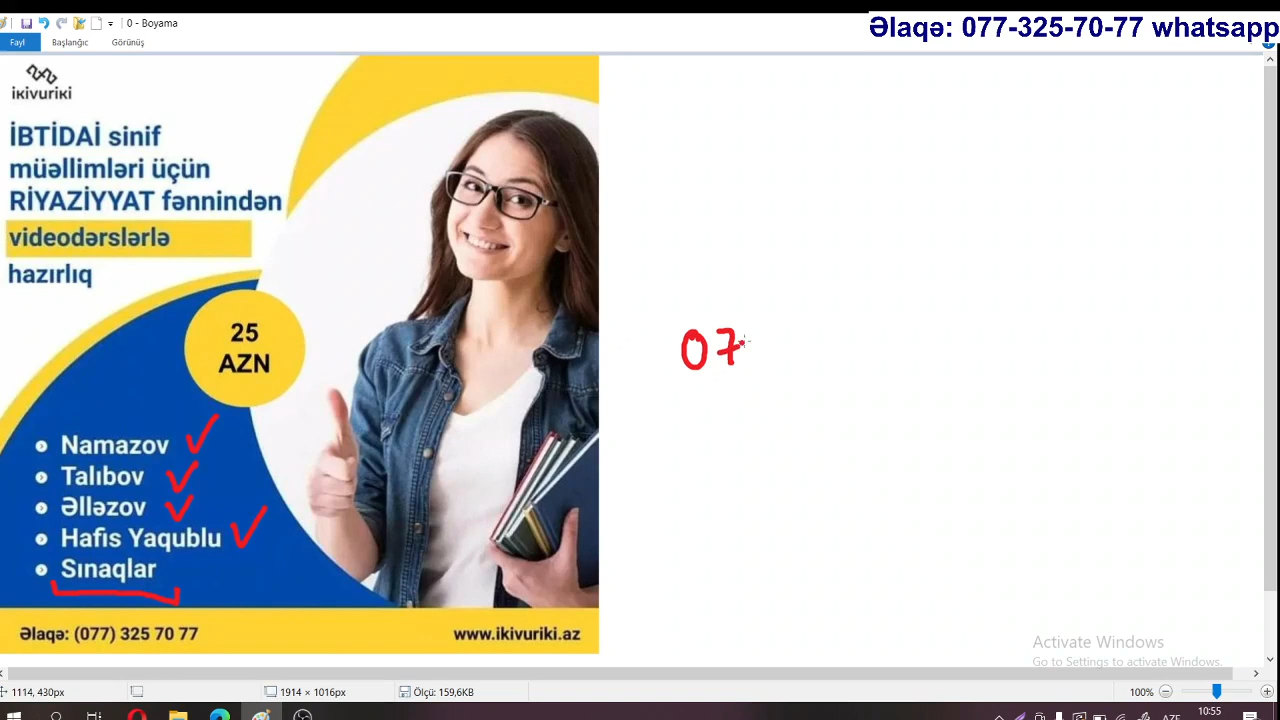 0 - Boyama
Əlaqə: 077-325-70-77 whatsapp
Fayl Başlanğıc Görünüş
ikivuriki
İBTİDAİ sinif
müəllimləri üçün
RİYAZİYYAT fənnindən
videodərslərlə
hazırlıq
25
AZN
07
Namazov
Talıbov
Əlləzov
Hafis Yaqublu
Sınaqlar
Əlaqə: (077) 325 70 77 www.ikivuriki.az
Activate Windows
Go to Settings to activate Windows.
1114, 430px 1914 × 1016px Ölçü: 159,6KB 100%
AZE 10:55